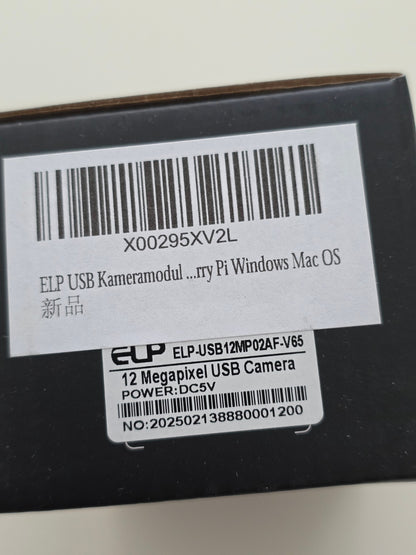 X00295XV2L
ELP USB Kameramodul ...rry Pi Windows Mac OS
新品
ELP ELP-USB12MP02AF-V65
12 Megapixel USB Camera
POWER:DC5V
NO:202502138880001200